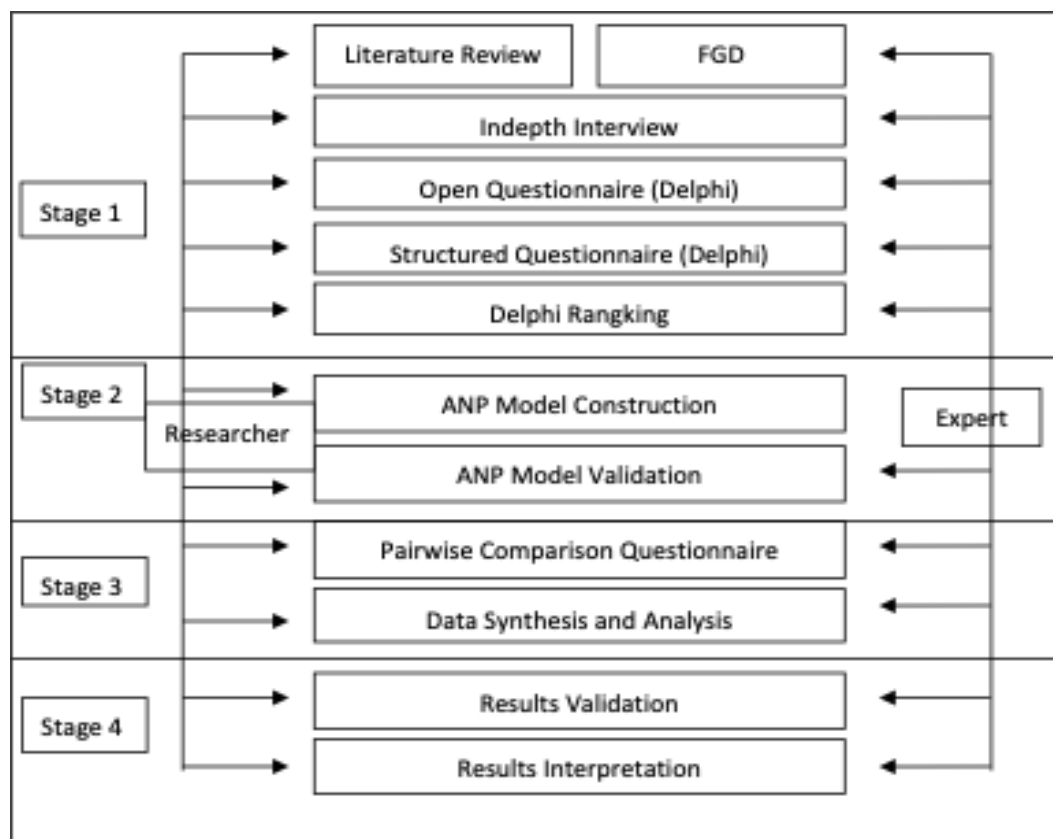 Literature Review
FGD
Indepth Interview
Stage 1
Open Questionnaire (Delphi)
Structured Questionnaire (Delphi)
Delphi Rangking
Stage 2
ANP Model Construction
Researcher
Expert
ANP Model Validation
Pairwise Comparison Questionnaire
Stage 3
Data Synthesis and Analysis
Results Validation
Stage 4
Results Interpretation